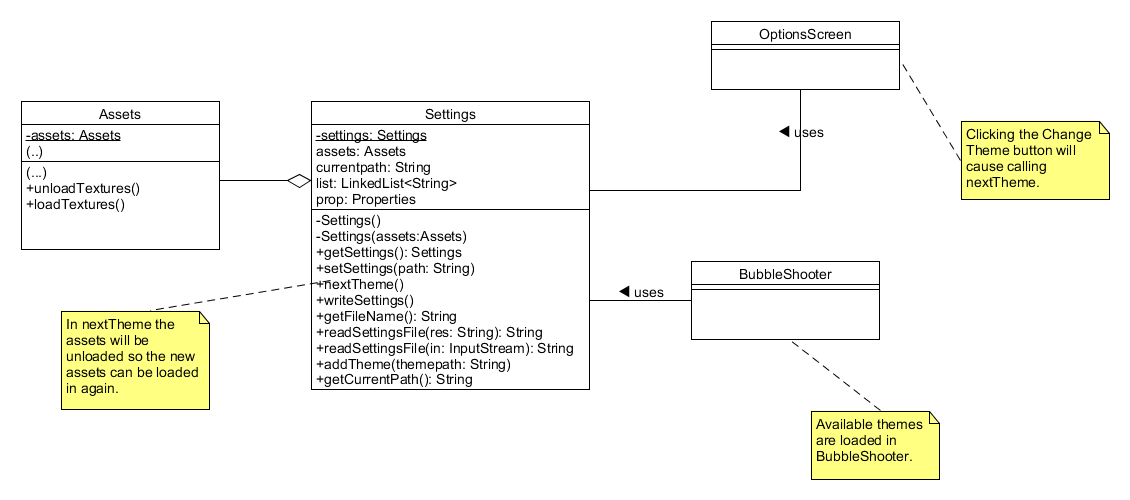 OptionsScreen
◀ uses
Clicking the Change
Theme button will
cause calling
nextTheme.
Assets
-assets: Assets
(..)
(...)
+unloadTextures()
+loadTextures()
Settings
-settings: Settings
assets: Assets
currentpath: String
list: LinkedList<String>
prop: Properties
-Settings()
-Settings(assets:Assets)
+getSettings(): Settings
+setSettings(path: String)
+nextTheme()
+writeSettings()
+getFileName(): String
+readSettingsFile(res: String): String
+readSettingsFile(in: InputStream): String
+addTheme(themepath: String)
+getCurrentPath(): String
BubbleShooter
◀ uses
In nextTheme the
assets will be
unloaded so the new
assets can be loaded
in again.
Available themes
are loaded in
BubbleShooter.